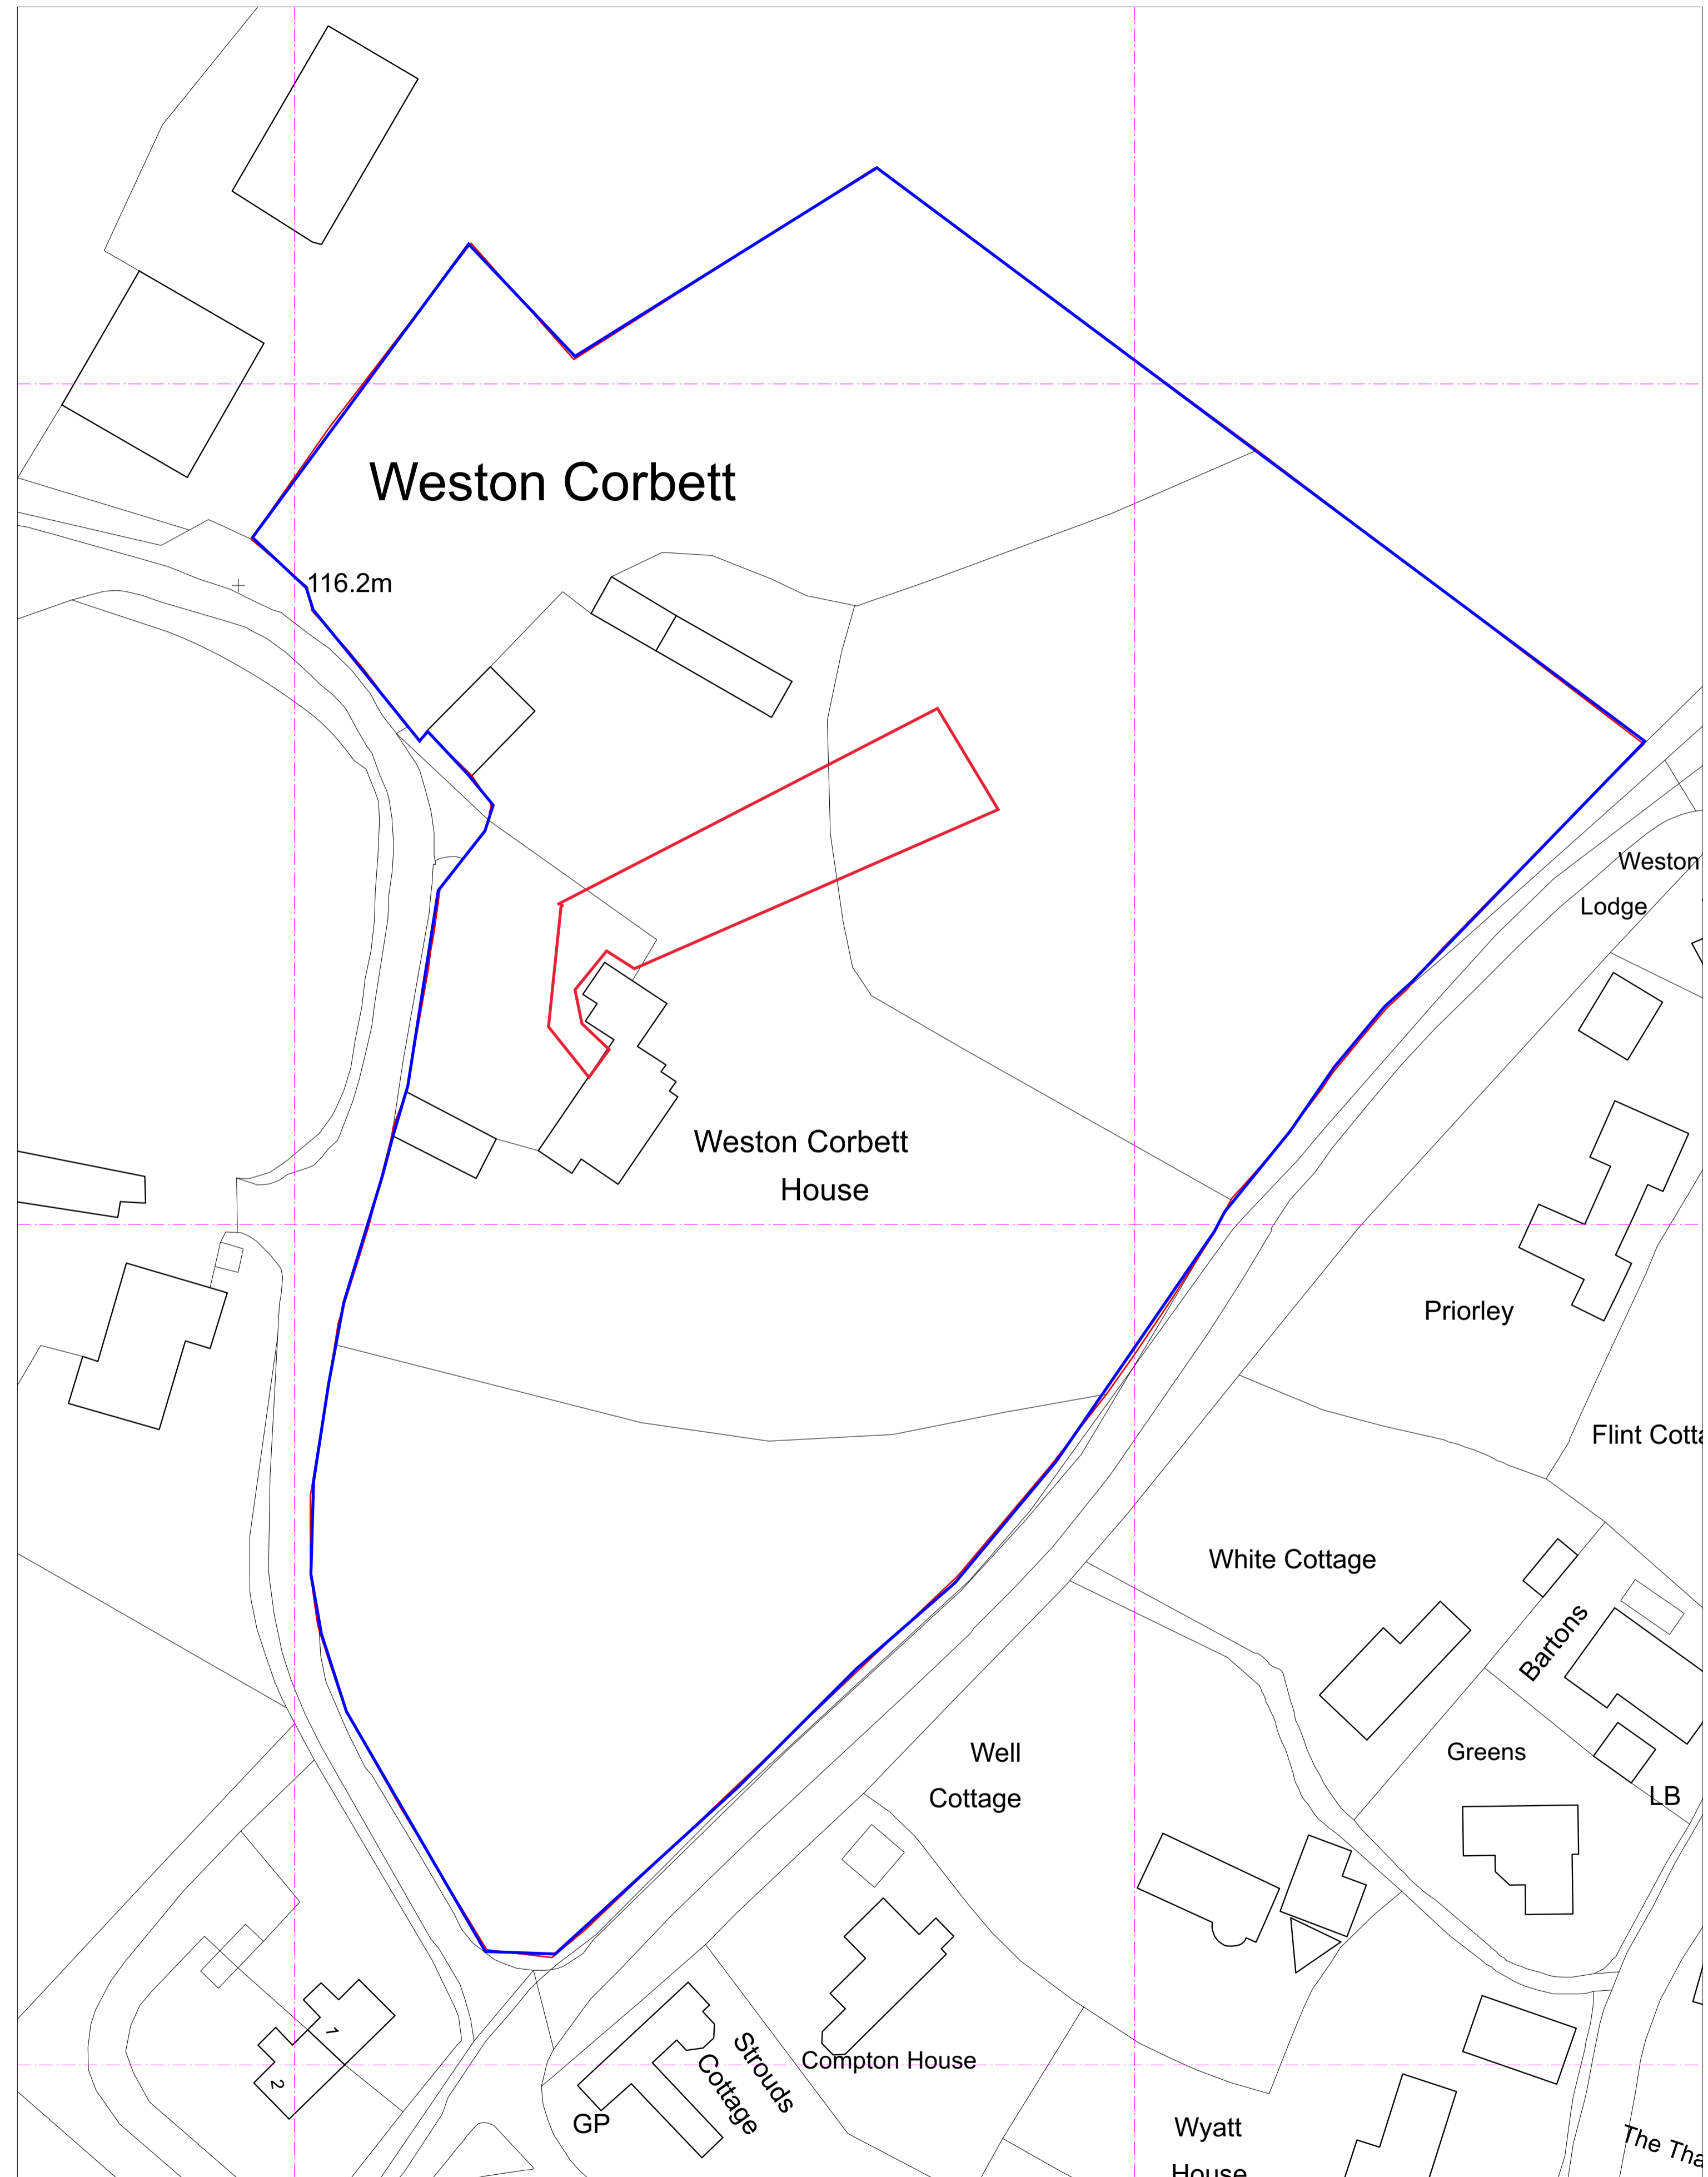 Weston Corbett
116.2m
Weston
Lodge
Weston Corbett
House
Priorley
Flint Cotta
White Cottage
Bartons
Well
Cottage
Greens
LB
1
2
Strouds
Cottage
Compton House
GP
Wyatt
House
The Tha